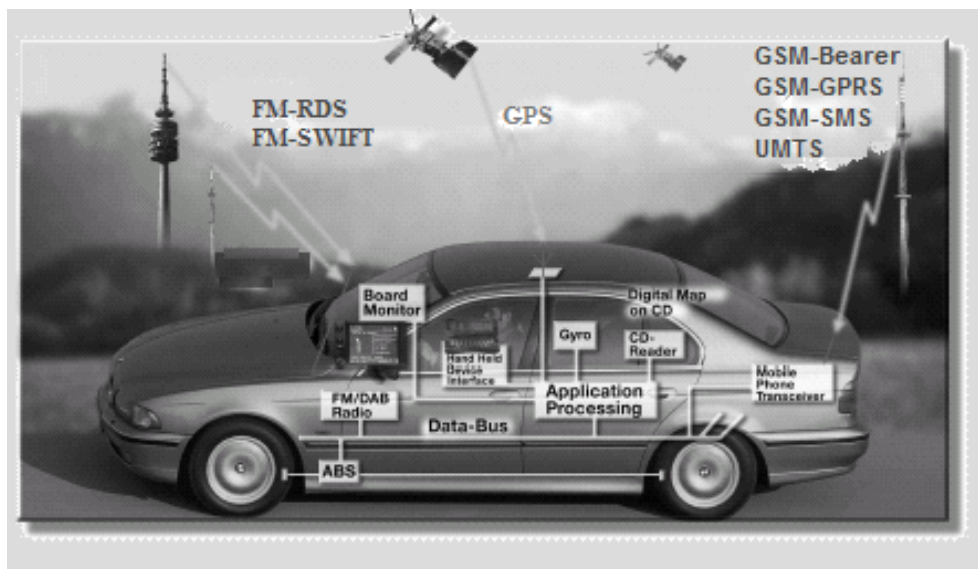 GSM-Bearer
GSM-GPRS
GSM-SMS
UMTS
FM-RDS
FM-SWIFT
GPS
Board
Monitor
Digital Map
on CD
Gyro
CD-
Reader
Hand Held
Device
Interface
Mobile
Phone
Transceiver
FM/DAB
Radio
Application
Processing
Data-Bus
ABS